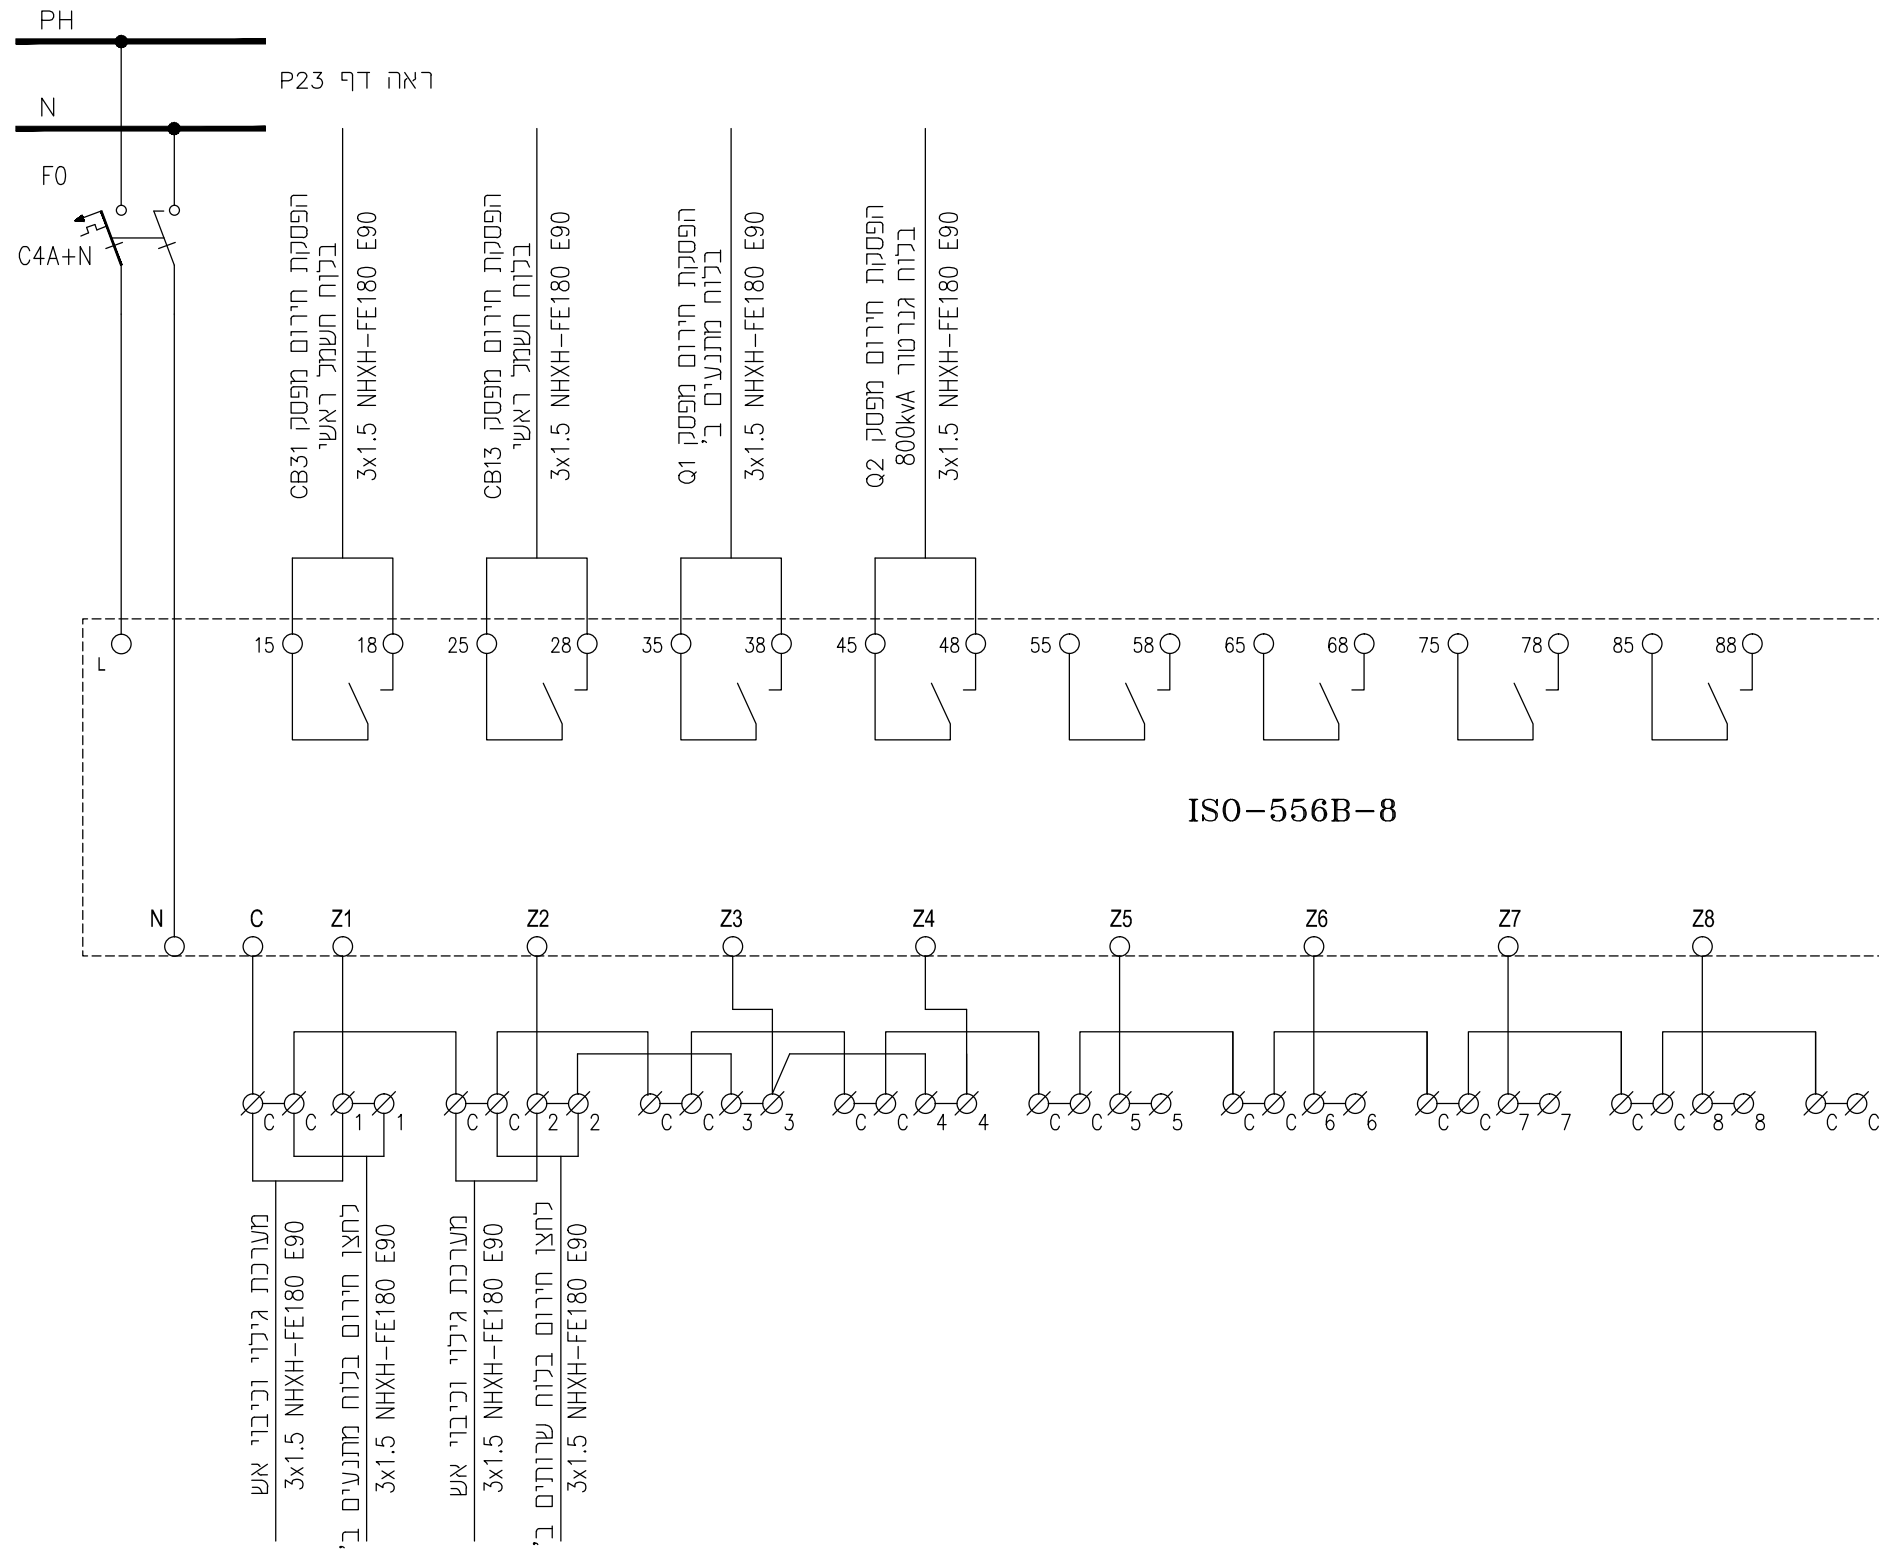 PH
ראה דף P23
N
F0
C4A+N
הפסקת חירום מפסק CB31
בלוח חשמל ראשי
3x1.5 NHXH-FE180 E90
הפסקת חירום מפסק CB13
בלוח חשמל ראשי
3x1.5 NHXH-FE180 E90
הפסקת חירום מפסק Q1
בלוח מתנעים ב'
3x1.5 NHXH-FE180 E90
הפסקת חירום מפסק Q2
בלוח גנרטור 800kvA
3x1.5 NHXH-FE180 E90
L 15 18 25 28 35 38 45 48 55 58 65 68 75 78 85 88
ISO-556B-8
N C Z1 Z2 Z3 Z4 Z5 Z6 Z7 Z8
C C 1 1 C C 2 2 C C 3 3 C C 4 4 C C 5 5 C C 6 6 C C 7 7 C C 8 8 C C
מערכת גילוי וכיבוי אש
3x1.5 NHXH-FE180 E90
לחצן חירום בלוח מתנעים ב'
3x1.5 NHXH-FE180 E90
מערכת גילוי וכיבוי אש
3x1.5 NHXH-FE180 E90
לחצן חירום בלוח שרותים ב'
3x1.5 NHXH-FE180 E90